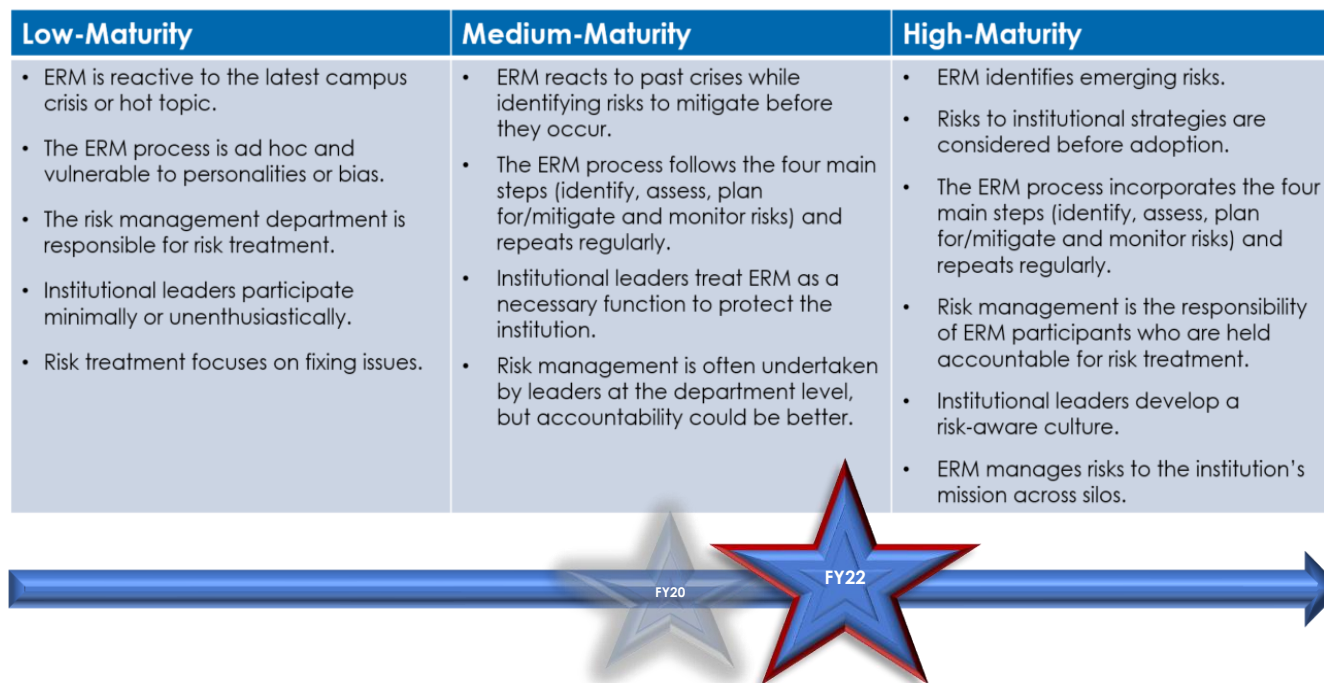 Low-Maturity
• ERM is reactive to the latest campus
crisis or hot topic.
• The ERM process is ad hoc and
vulnerable to personalities or bias.
• The risk management department is
responsible for risk treatment.
• Institutional leaders participate
minimally or unenthusiastically.
• Risk treatment focuses on fixing issues.
Medium-Maturity
• ERM reacts to past crises while
identifying risks to mitigate before
they occur.
• The ERM process follows the four main
steps (identify, assess, plan
for/mitigate and monitor risks) and
repeats regularly.
• Institutional leaders treat ERM as a
necessary function to protect the
institution.
• Risk management is often undertaken
by leaders at the department level,
but accountability could be better.
High-Maturity
• ERM identifies emerging risks.
• Risks to institutional strategies are
considered before adoption.
• The ERM process incorporates the four
main steps (identify, assess, plan
for/mitigate and monitor risks) and
repeats regularly.
• Risk management is the responsibility
of ERM participants who are held
accountable for risk treatment.
• Institutional leaders develop a
risk-aware culture.
• ERM manages risks to the institution's
mission across silos.
FY20
FY22